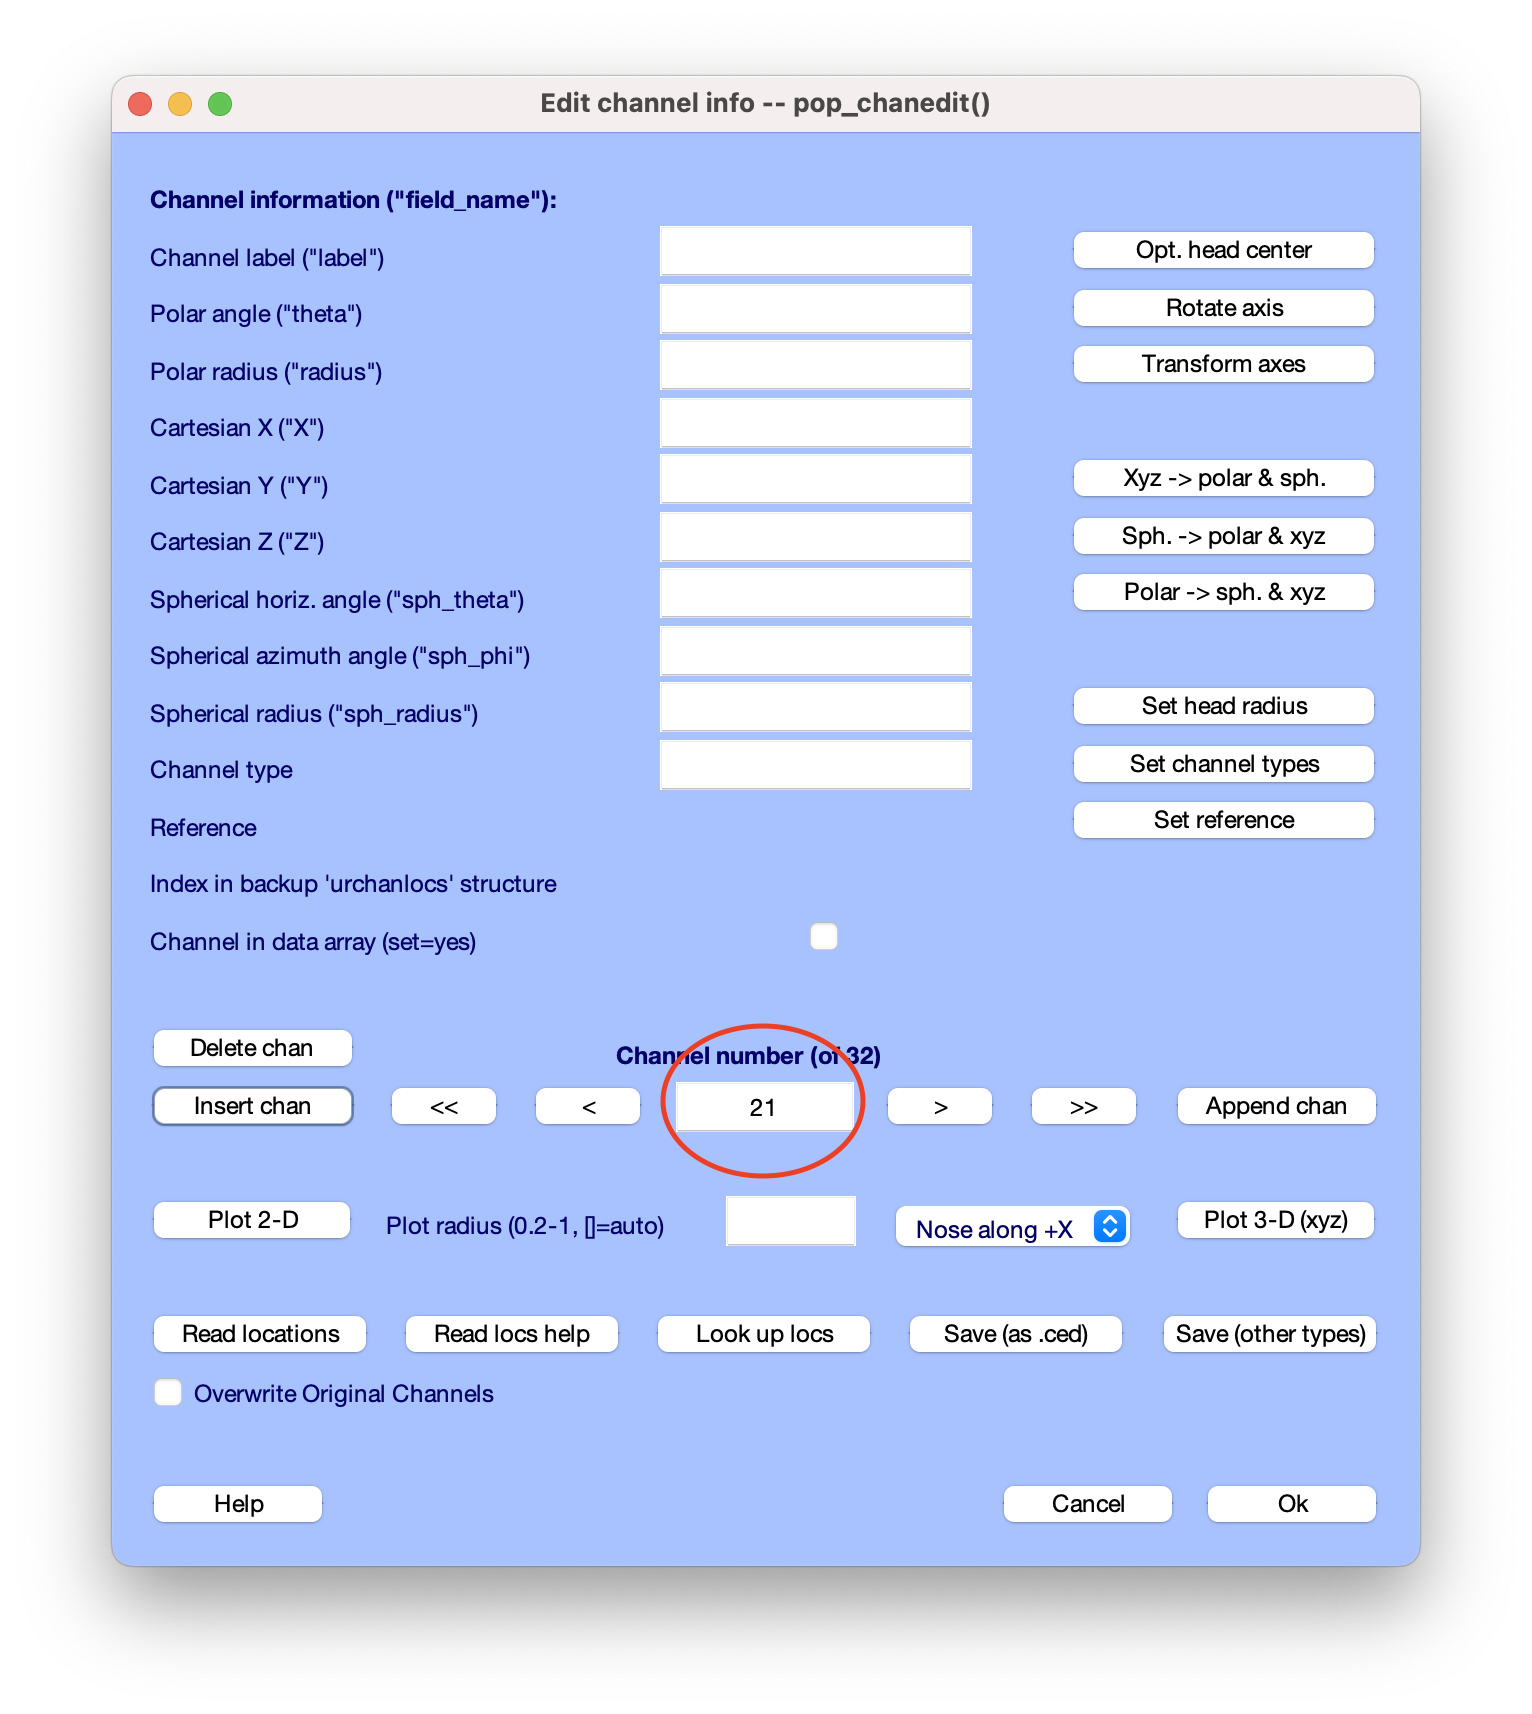 Edit channel info -- pop_chanedit()
Channel information ("field_name"):
Channel label ("label")
Opt. head center
Polar angle ("theta")
Rotate axis
Polar radius ("radius")
Transform axes
Cartesian X ("X")
Cartesian Y ("Y")
Xyz -> polar & sph.
Cartesian Z ("Z")
Sph. -> polar & xyz
Spherical horiz. angle ("sph_theta")
Polar -> sph. & xyz
Spherical azimuth angle ("sph_phi")
Spherical radius ("sph_radius")
Set head radius
Channel type
Set channel types
Reference
Set reference
Index in backup 'urchanlocs' structure
Channel in data array (set=yes)
Delete chan
Channel number (of 32)
Insert chan
<<
<
21
>
>>
Append chan
Plot 2-D
Plot radius (0.2-1, []=auto)
Nose along +X
Plot 3-D (xyz)
Read locations
Read locs help
Look up locs
Save (as .ced)
Save (other types)
Overwrite Original Channels
Help
Cancel
Ok